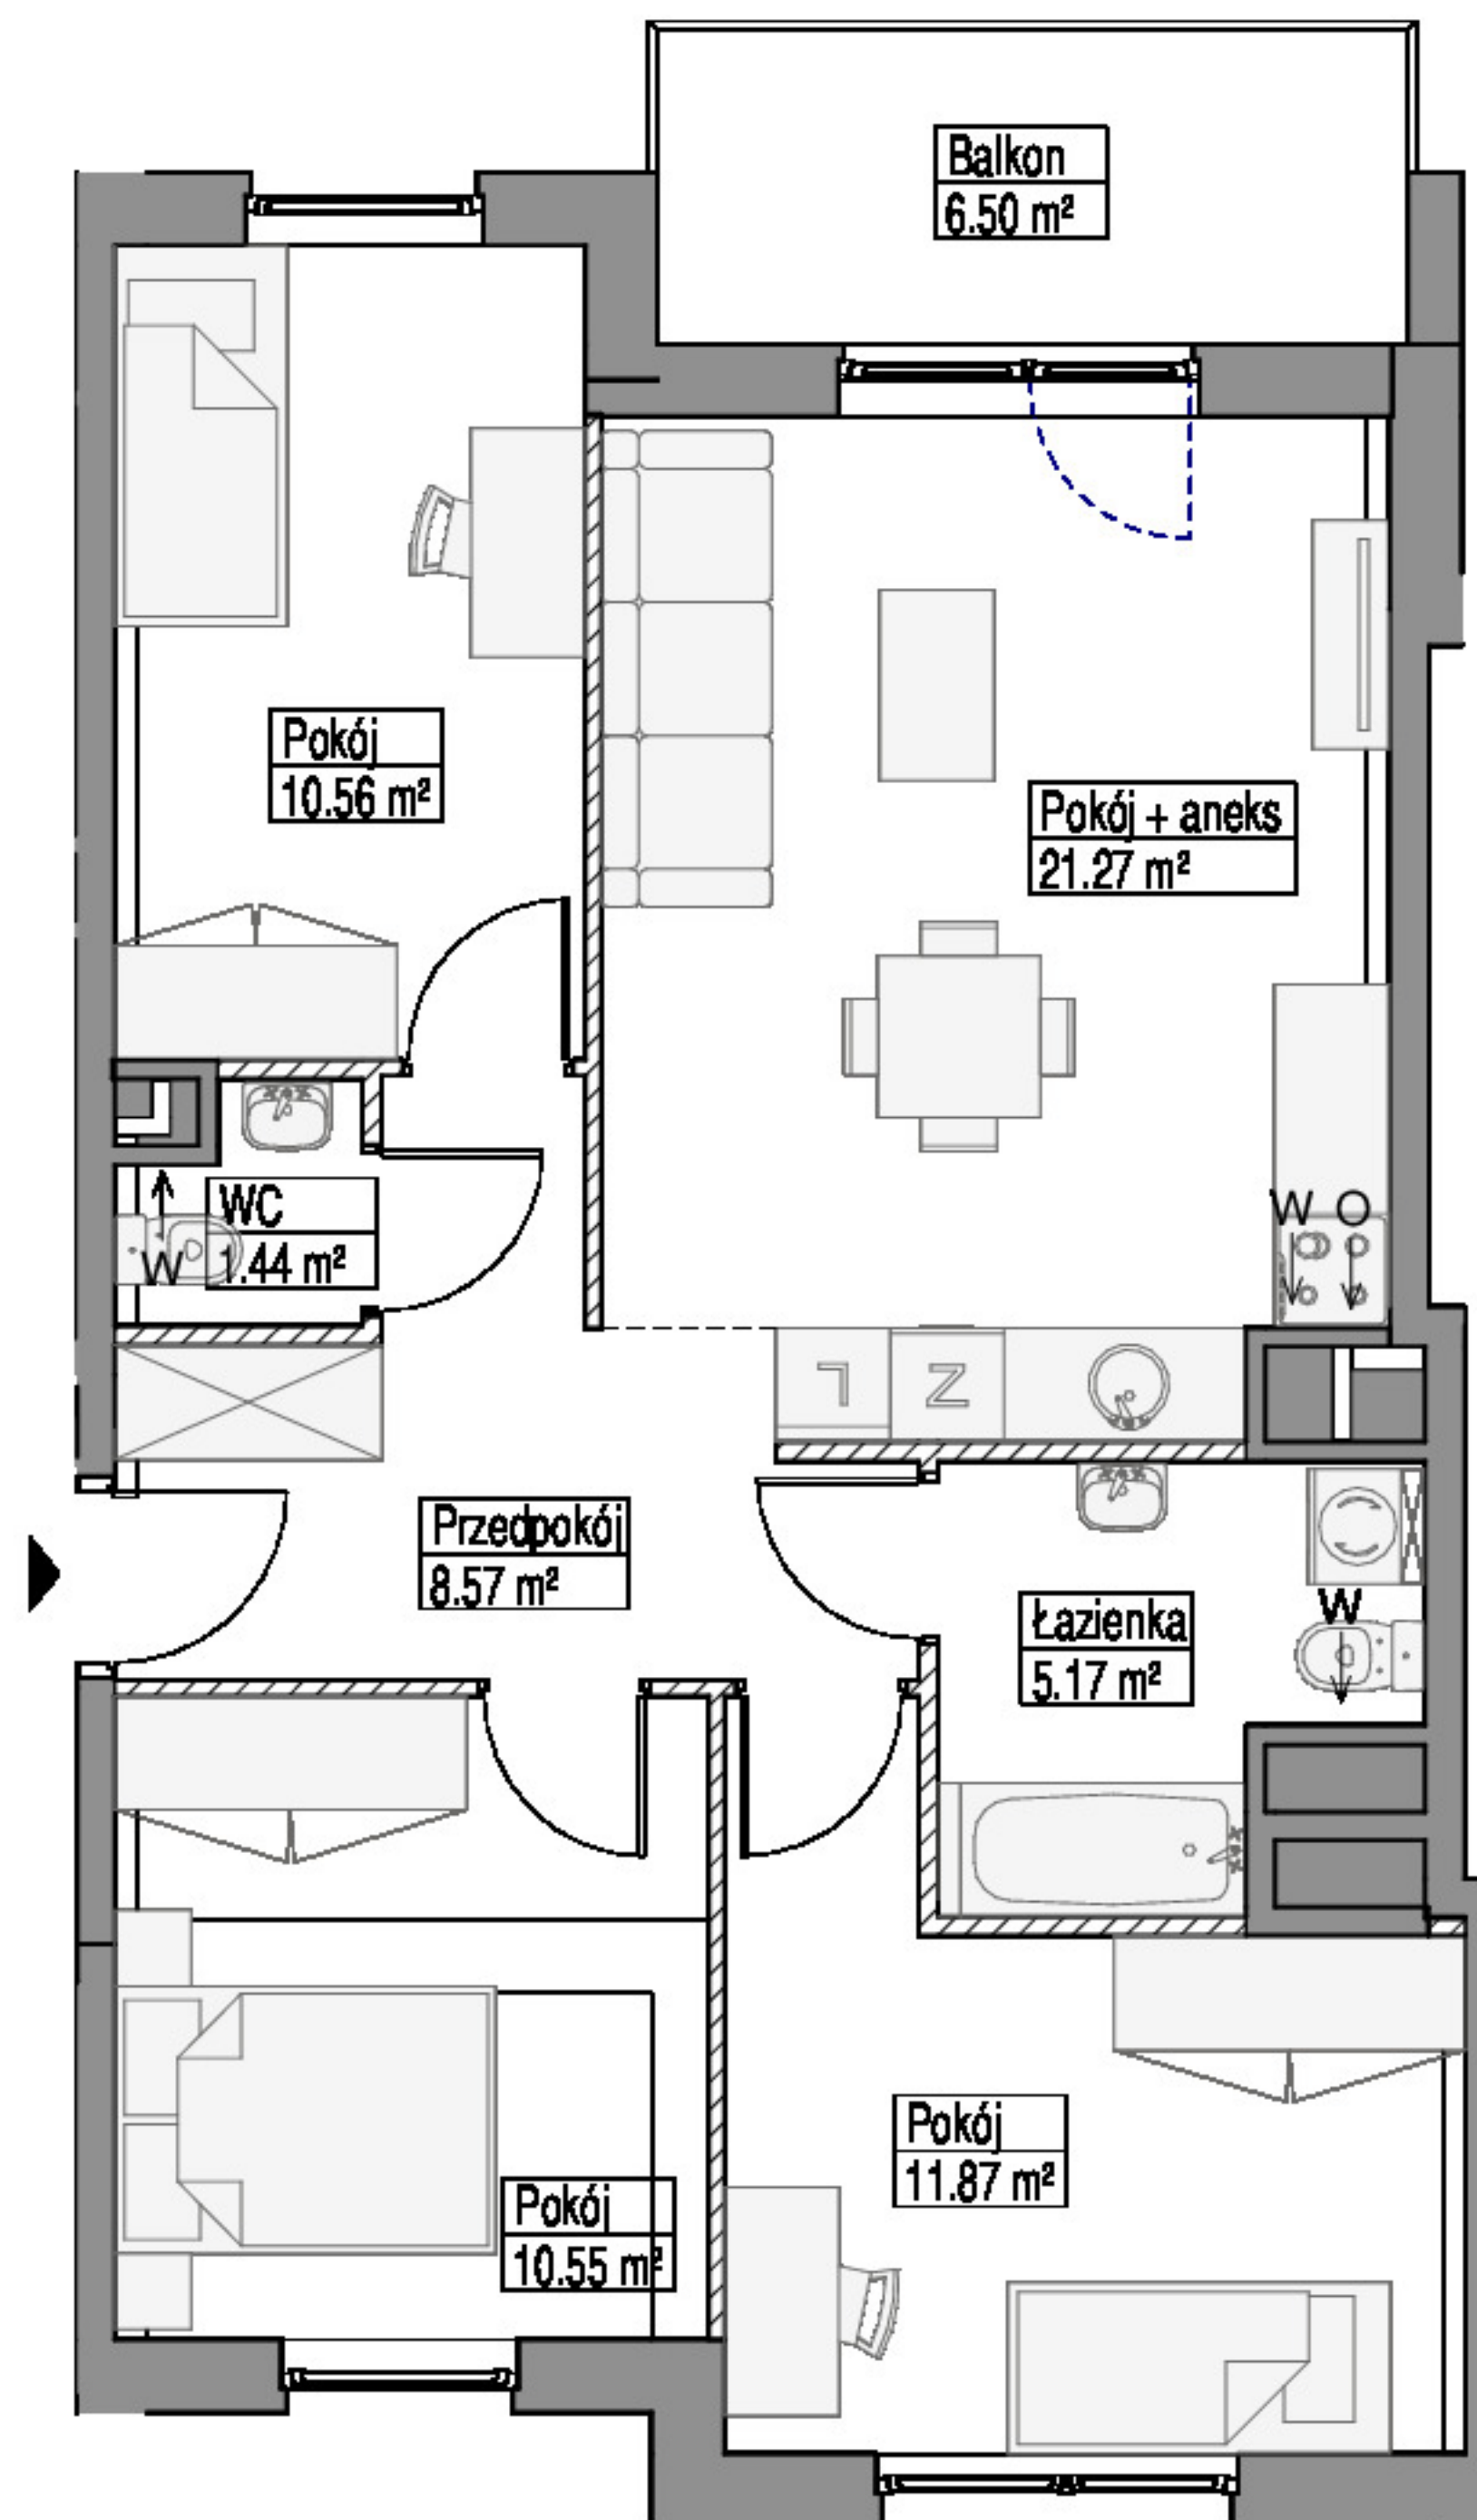 Balkon
6.50 m²
Pokój
10.56 m²
Pokój + aneks
21.27 m²
W O
WC
1.44 m²
W
L
Z
Przedpokój
8.57 m²
Łazienka
5.17 m²
W
Pokój
11.87 m²
Pokój
10.55 m²